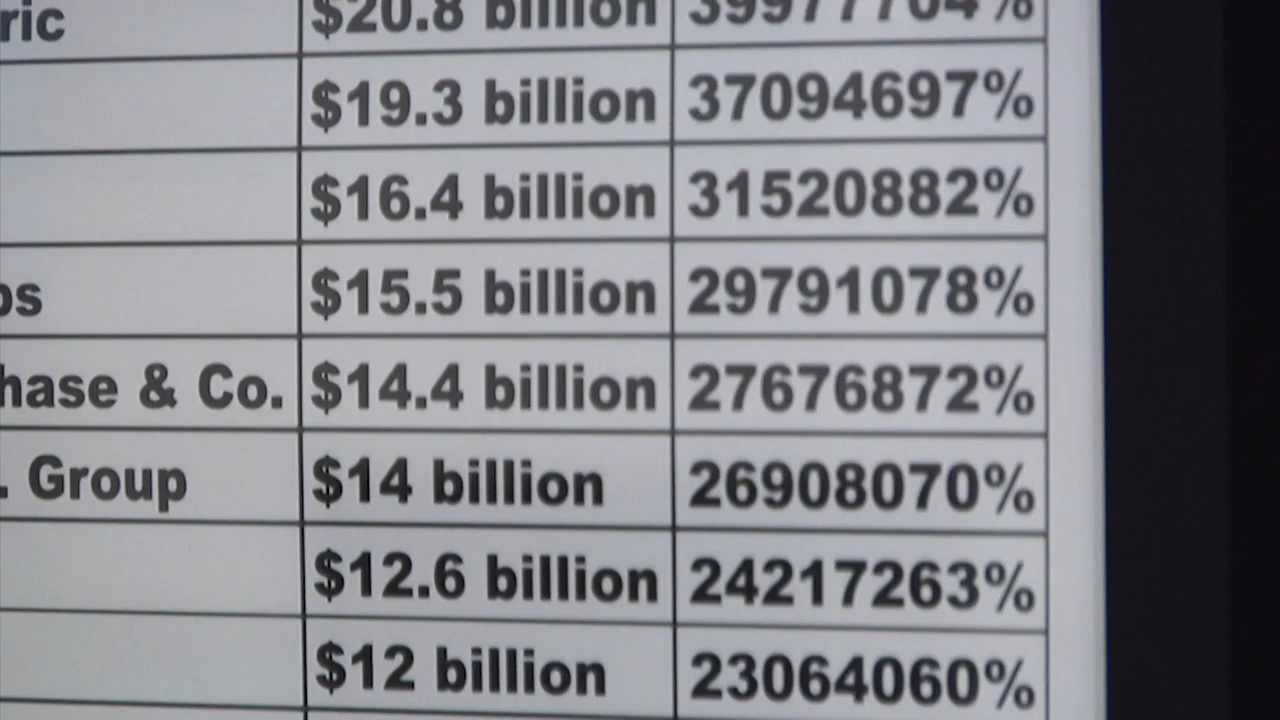 ric $20.8 billion 39977704%
$19.3 billion 37094697%
$16.4 billion 31520882%
os $15.5 billion 29791078%
hase & Co. $14.4 billion 27676872%
. Group $14 billion 26908070%
$12.6 billion 24217263%
$12 billion 23064060%